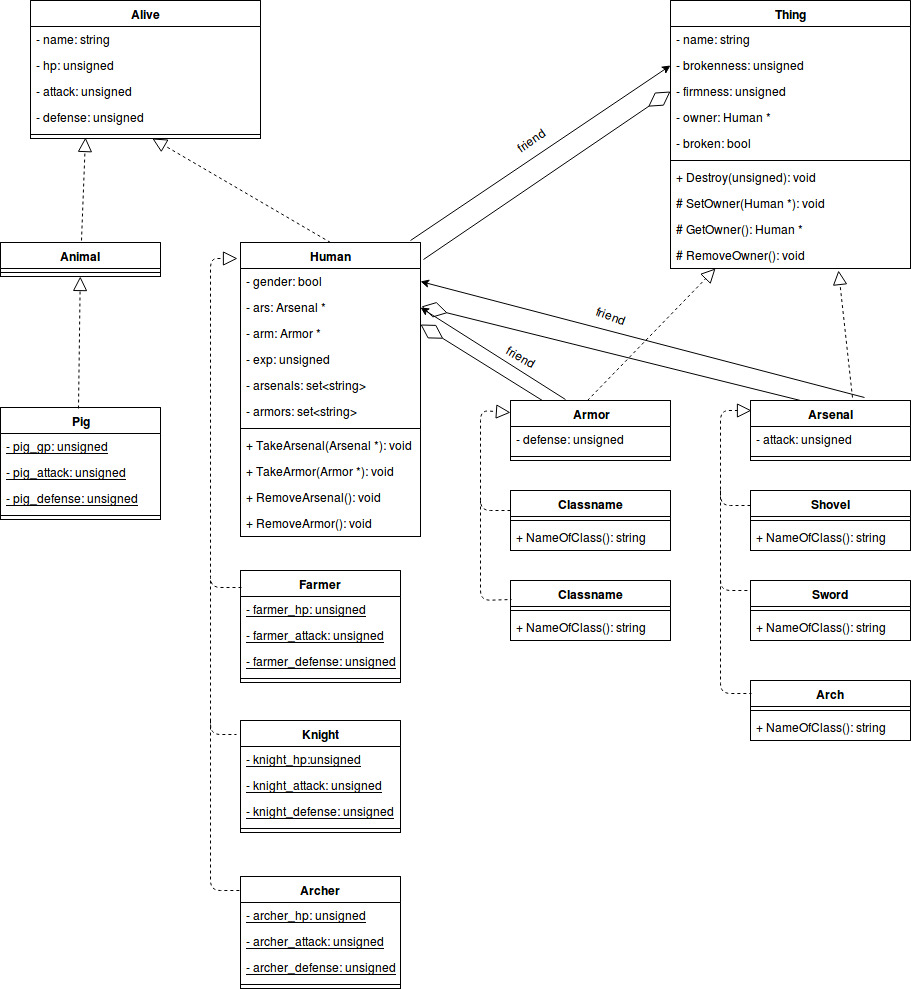 Alive
- name: string
- hp: unsigned
- attack: unsigned
- defense: unsigned
Thing
- name: string
- brokenness: unsigned
- firmness: unsigned
- owner: Human *
- broken: bool
+ Destroy(unsigned): void
# SetOwner(Human *): void
# GetOwner(): Human *
# RemoveOwner(): void
friend
Animal
Human
- gender: bool
- ars: Arsenal *
- arm: Armor *
- exp: unsigned
- arsenals: set<string>
- armors: set<string>
+ TakeArsenal(Arsenal *): void
+ TakeArmor(Armor *): void
+ RemoveArsenal(): void
+ RemoveArmor(): void
friend
friend
Pig
- pig_gp: unsigned
- pig_attack: unsigned
- pig_defense: unsigned
Armor
- defense: unsigned
Arsenal
- attack: unsigned
Classname
+ NameOfClass(): string
Shovel
+ NameOfClass(): string
Classname
+ NameOfClass(): string
Sword
+ NameOfClass(): string
Arch
+ NameOfClass(): string
Farmer
- farmer_hp: unsigned
- farmer_attack: unsigned
- farmer_defense: unsigned
Knight
- knight_hp:unsigned
- knight_attack: unsigned
- knight_defense: unsigned
Archer
- archer_hp: unsigned
- archer_attack: unsigned
- archer_defense: unsigned